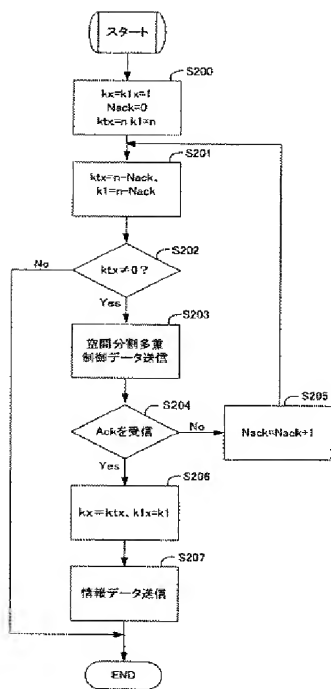 スタート
S200
kx=k1x=1
Nack=0
ktx=n k1=n
S201
ktx=n-Nack、
k1=n-Nack
S202
ktx≠0?
No
Yes
S203
空間分割多重
制御データ送信
S204
Ackを受信
No
Yes
S205
Nack=Nack+1
S206
kx=ktx、k1x=k1
S207
情報データ送信
END